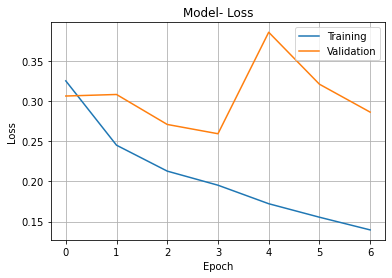 Model- Loss
Training
Validation
Loss
0.35
0.30
0.25
0.20
0.15
0 1 2 3 4 5 6
Epoch